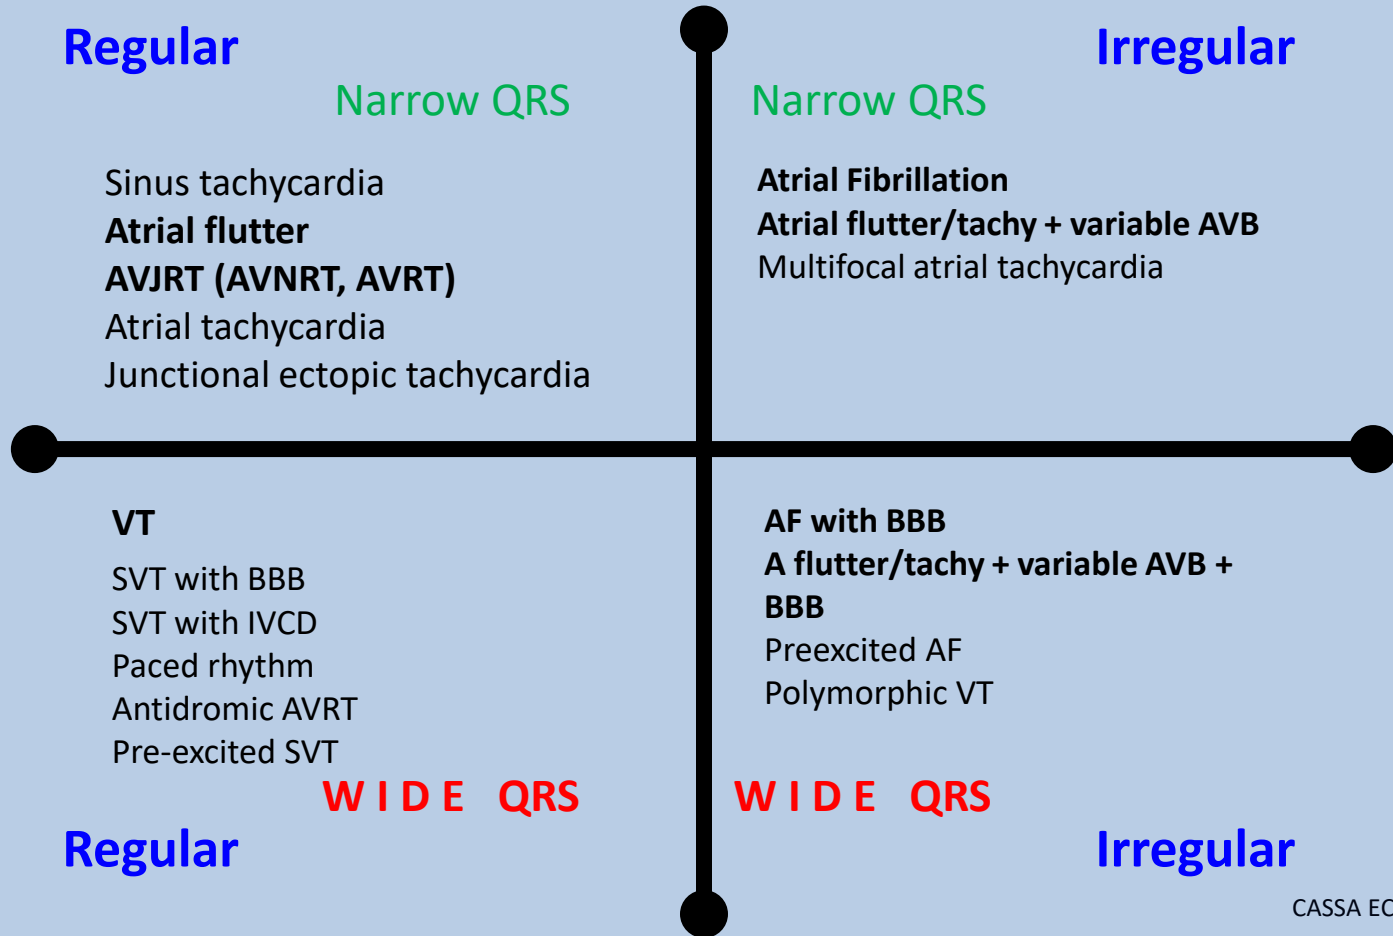 Regular
Narrow QRS
Sinus tachycardia
Atrial flutter
AVJRT (AVNRT, AVRT)
Atrial tachycardia
Junctional ectopic tachycardia
Irregular
Narrow QRS
Atrial Fibrillation
Atrial flutter/tachy + variable AVB
Multifocal atrial tachycardia
VT
SVT with BBB
SVT with IVCD
Paced rhythm
Antidromic AVRT
Pre-excited SVT
W I D E QRS
Regular
AF with BBB
A flutter/tachy + variable AVB +
BBB
Preexcited AF
Polymorphic VT
W I D E QRS
Irregular
CASSA